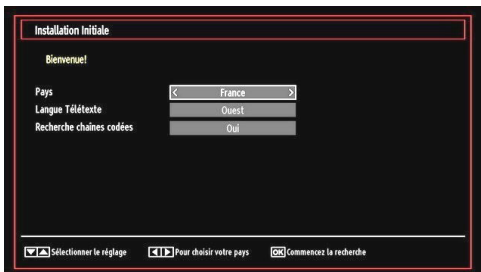 Installation Initiale
Bienvenue!
Pays < France >
Langue Télétexte Ouest
Recherche chaînes codées Oui
Sélectionner le réglage Pour choisir votre pays OK Commencez la recherche